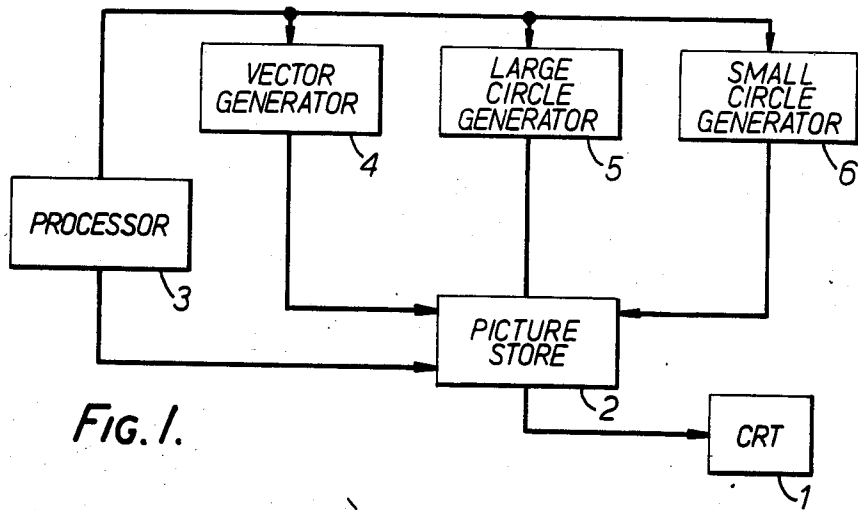 VECTOR
GENERATOR
4
LARGE
CIRCLE
GENERATOR
5
SMALL
CIRCLE
GENERATOR
6
PROCESSOR
3
PICTURE
STORE
2
CRT
1
FIG. 1.